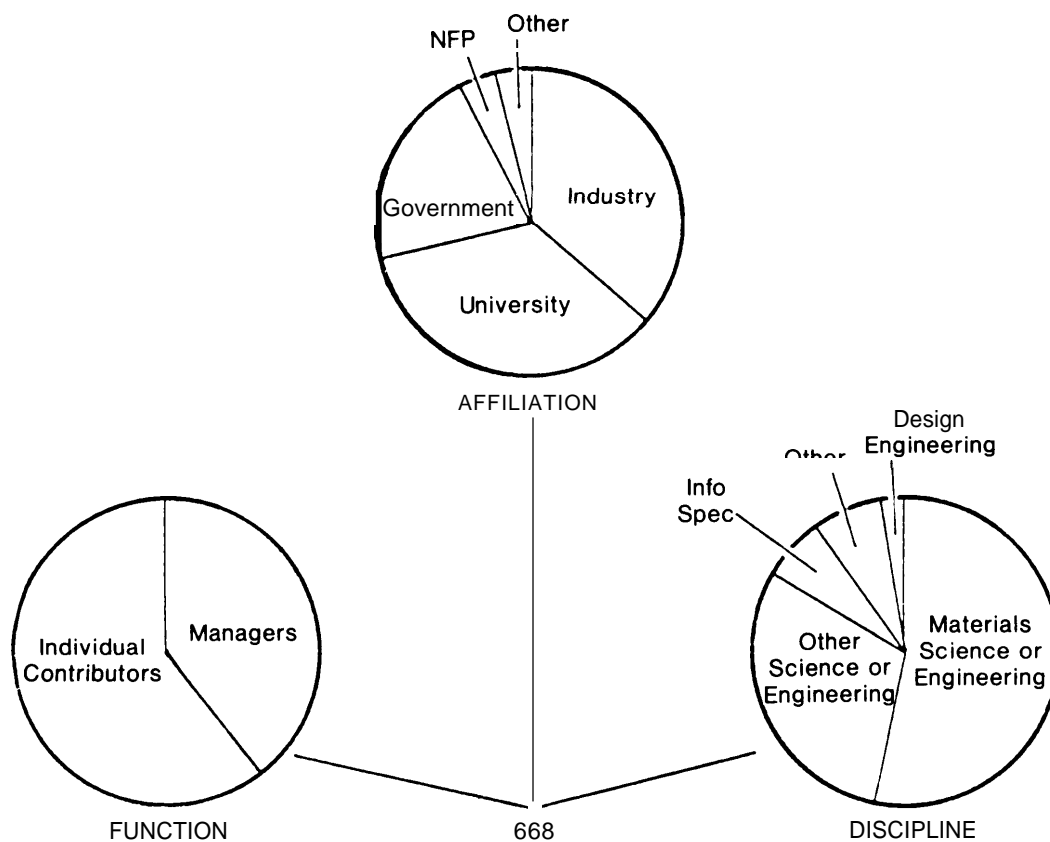 Other
NFP
Industry
Government
University
AFFILIATION
Design
Engineering
Other
Info
Spec
Managers
Individual
Contributors
Materials
Science or
Engineering
Other
Science or
Engineering
FUNCTION
668
DISCIPLINE